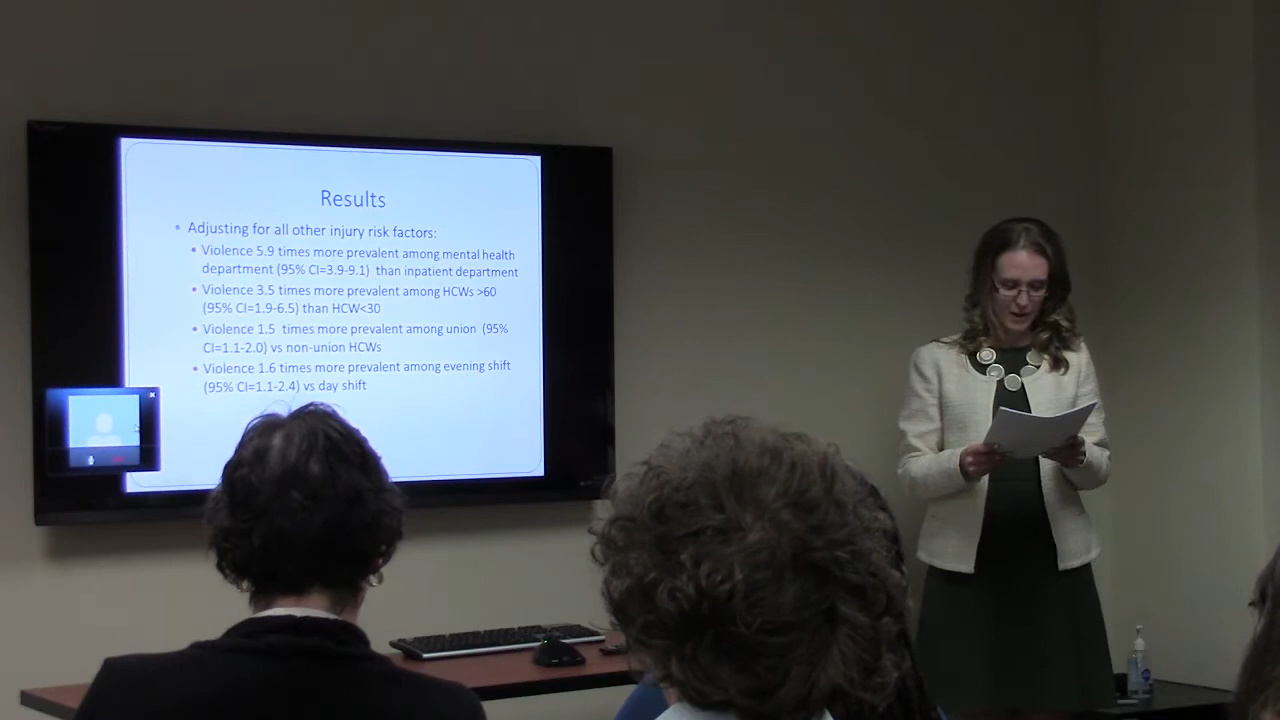 Results
• Adjusting for all other injury risk factors:
• Violence 5.9 times more prevalent among mental health
department (95% CI=3.9-9.1) than inpatient department
• Violence 3.5 times more prevalent among HCWs >60
(95% CI=1.9-6.5) than HCW<30
• Violence 1.5 times more prevalent among union (95%
CI=1.1-2.0) vs non-union HCWs
• Violence 1.6 times more prevalent among evening shift
(95% CI=1.1-2.4) vs day shift